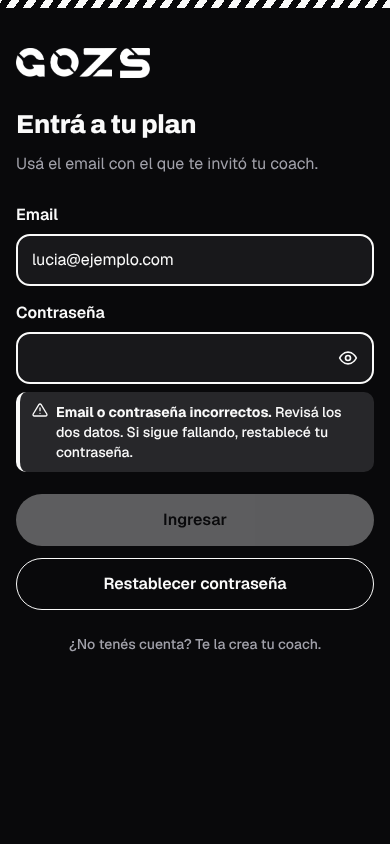 GOZS
Entrá a tu plan
Usá el email con el que te invitó tu coach.
Email
lucia@ejemplo.com
Contraseña
Email o contraseña incorrectos. Revisá los
dos datos. Si sigue fallando, restablecé tu
contraseña.
Ingresar
Restablecer contraseña
¿No tenés cuenta? Te la crea tu coach.